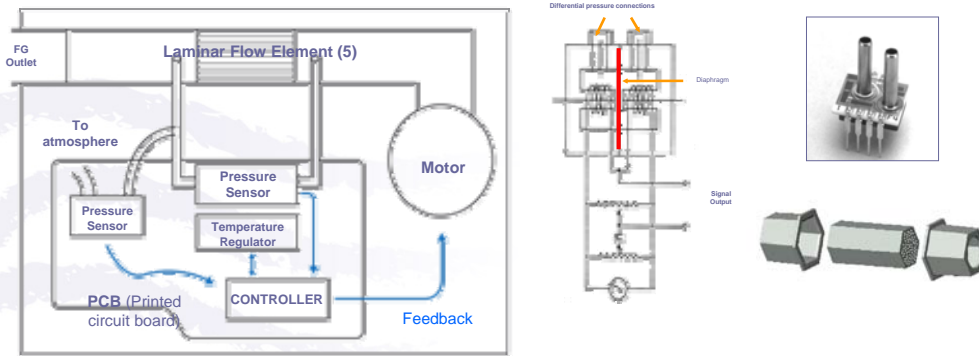 Differential pressure connections
FG
Outlet
Laminar Flow Element (5)
Diaphragm
To
atmosphere
Motor
Pressure
Sensor
Signal
Output
Pressure
Sensor
Temperature
Regulator
PCB (Printed
circuit board)
CONTROLLER
Feedback